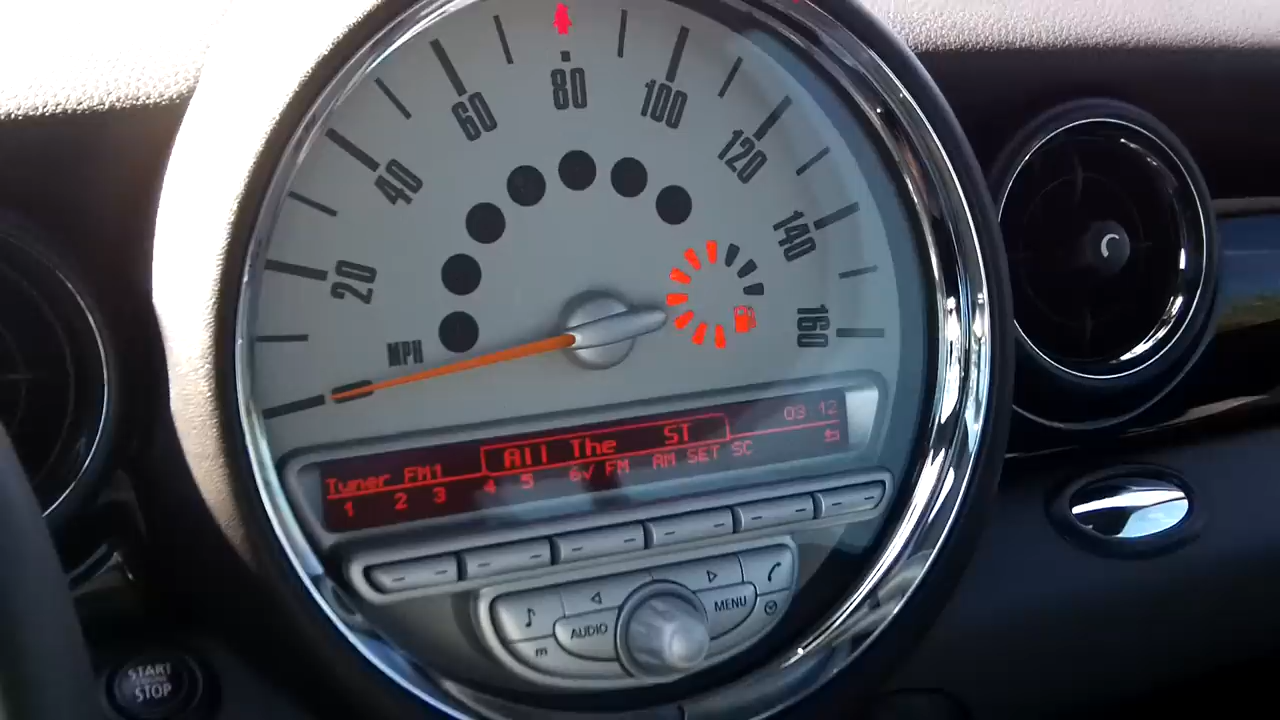 80
60
100
40
120
20
140
160
MPH
Tuner FM1 All The ST 03 12
1 2 3 4 5 6√ FM AM SET SC
AUDIO MENU
m
START
STOP